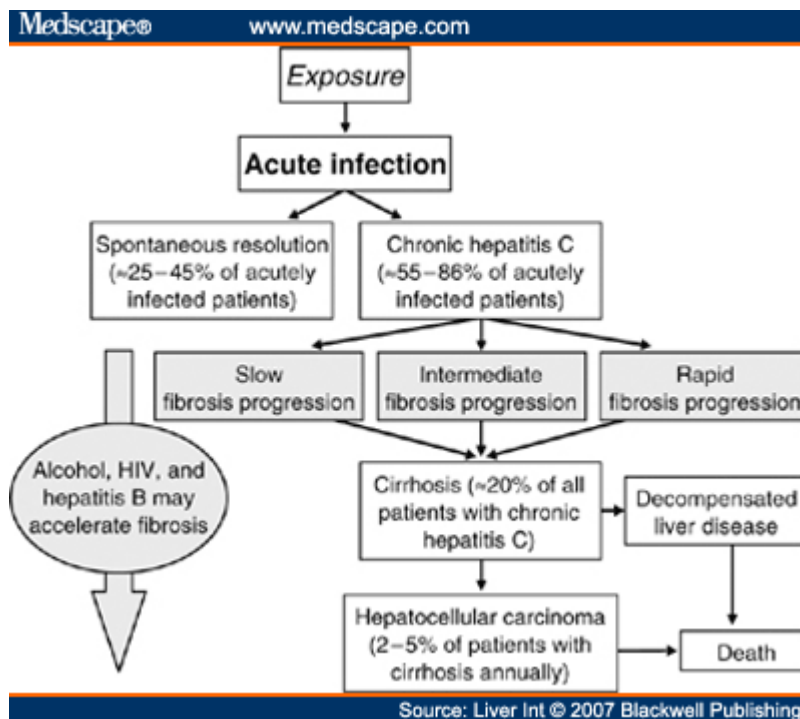 Medscape® www.medscape.com
Exposure
Acute infection
Spontaneous resolution
(≈25–45% of acutely
infected patients)
Chronic hepatitis C
(≈55–86% of acutely
infected patients)
Slow
fibrosis progression
Intermediate
fibrosis progression
Rapid
fibrosis progression
Alcohol, HIV, and
hepatitis B may
accelerate fibrosis
Cirrhosis (≈20% of all
patients with chronic
hepatitis C)
Decompensated
liver disease
Hepatocellular carcinoma
(2–5% of patients with
cirrhosis annually)
Death
Source: Liver Int © 2007 Blackwell Publishing